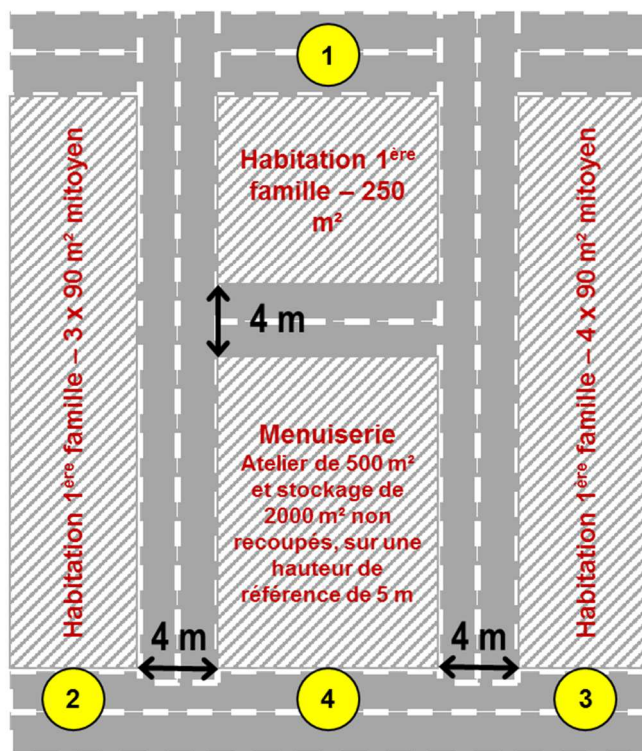 1
Habitation 1ère
famille – 250
m²
Habitation 1ère famille – 3 x 90 m² mitoyen
Habitation 1ère famille – 4 x 90 m² mitoyen
4 m
Menuiserie
Atelier de 500 m²
et stockage de
2000 m² non
recoupés, sur une
hauteur de
référence de 5 m
4 m
4 m
2
4
3